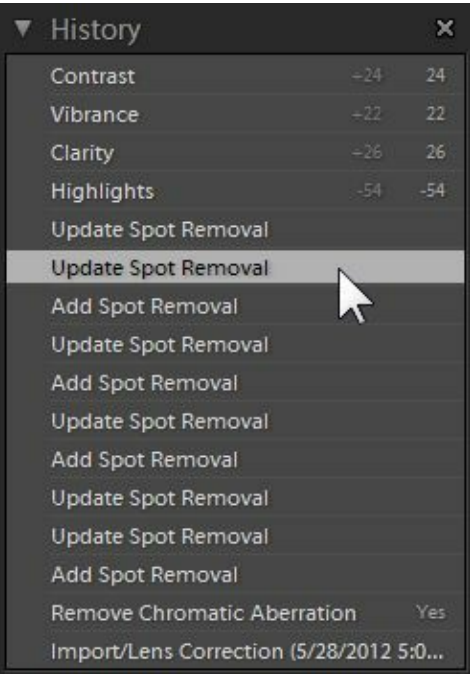 History
Contrast +24 24
Vibrance +22 22
Clarity +26 26
Highlights -54 -54
Update Spot Removal
Update Spot Removal
Add Spot Removal
Update Spot Removal
Add Spot Removal
Update Spot Removal
Add Spot Removal
Update Spot Removal
Update Spot Removal
Add Spot Removal
Remove Chromatic Aberration Yes
Import/Lens Correction (5/28/2012 5:0...